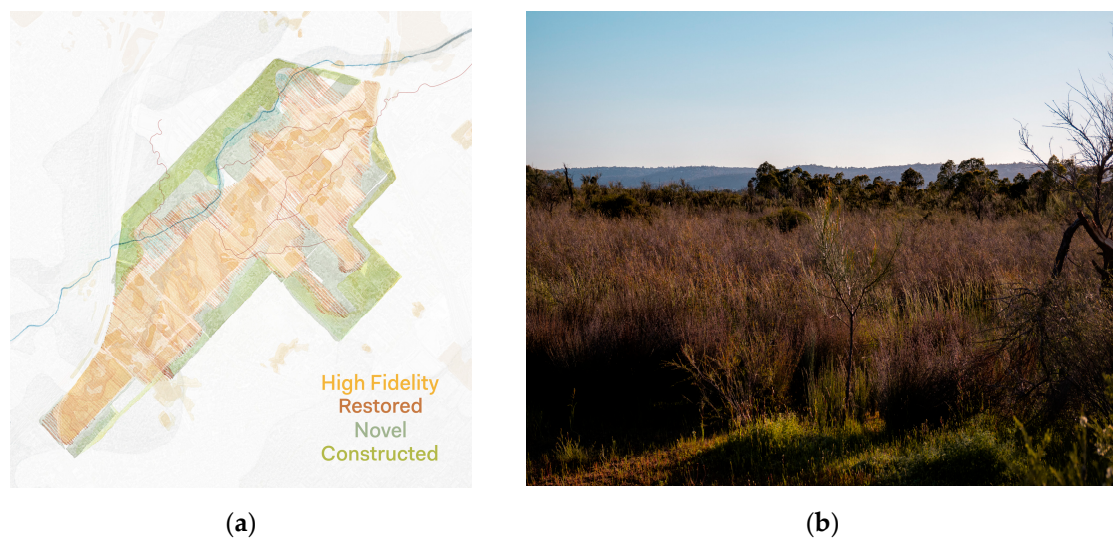 High Fidelity
Restored
Novel
Constructed
(a)
(b)